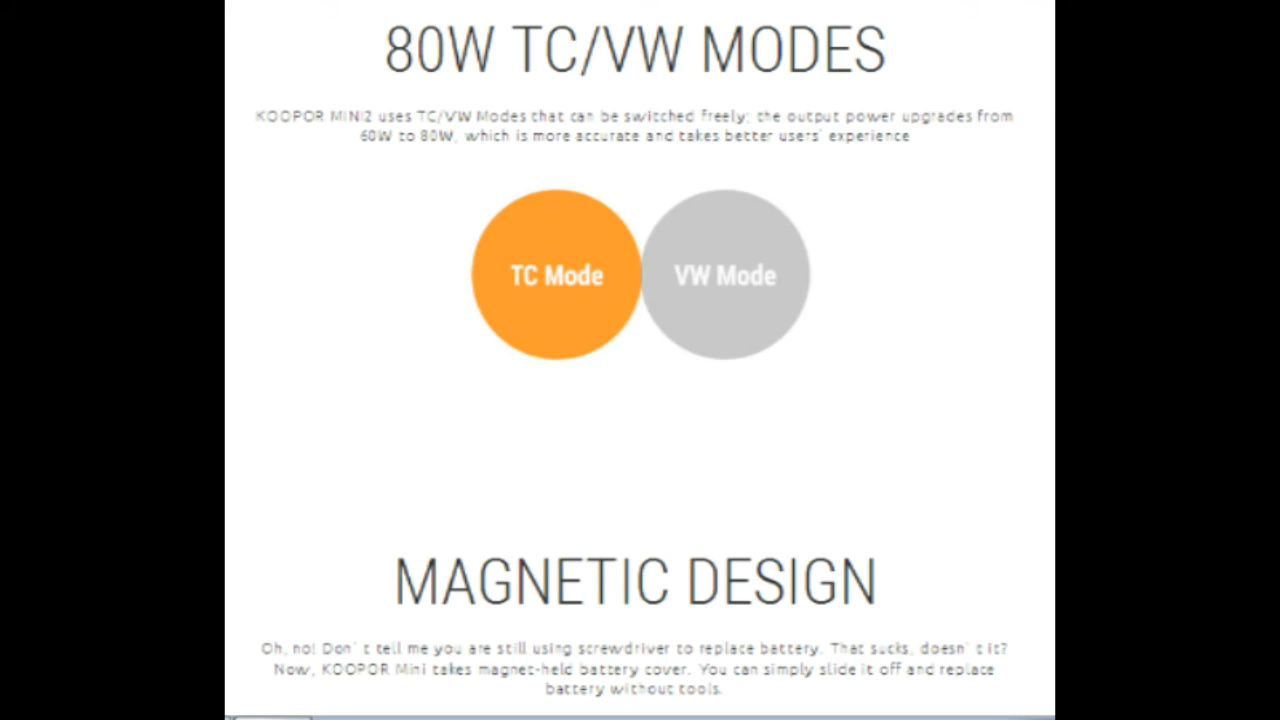 80W TC/VW MODES
KOOPOR MINI2 uses TC/VW Modes that can be switched freely; the output power upgrades from
60W to 80W, which is more accurate and takes better users' experience
TC Mode VW Mode
MAGNETIC DESIGN
Oh, no! Don't tell me you are still using screwdriver to replace battery. That sucks, doesn't it?
Now, KOOPOR Mini takes magnet-held battery cover. You can simply slide it off and replace
battery without tools.